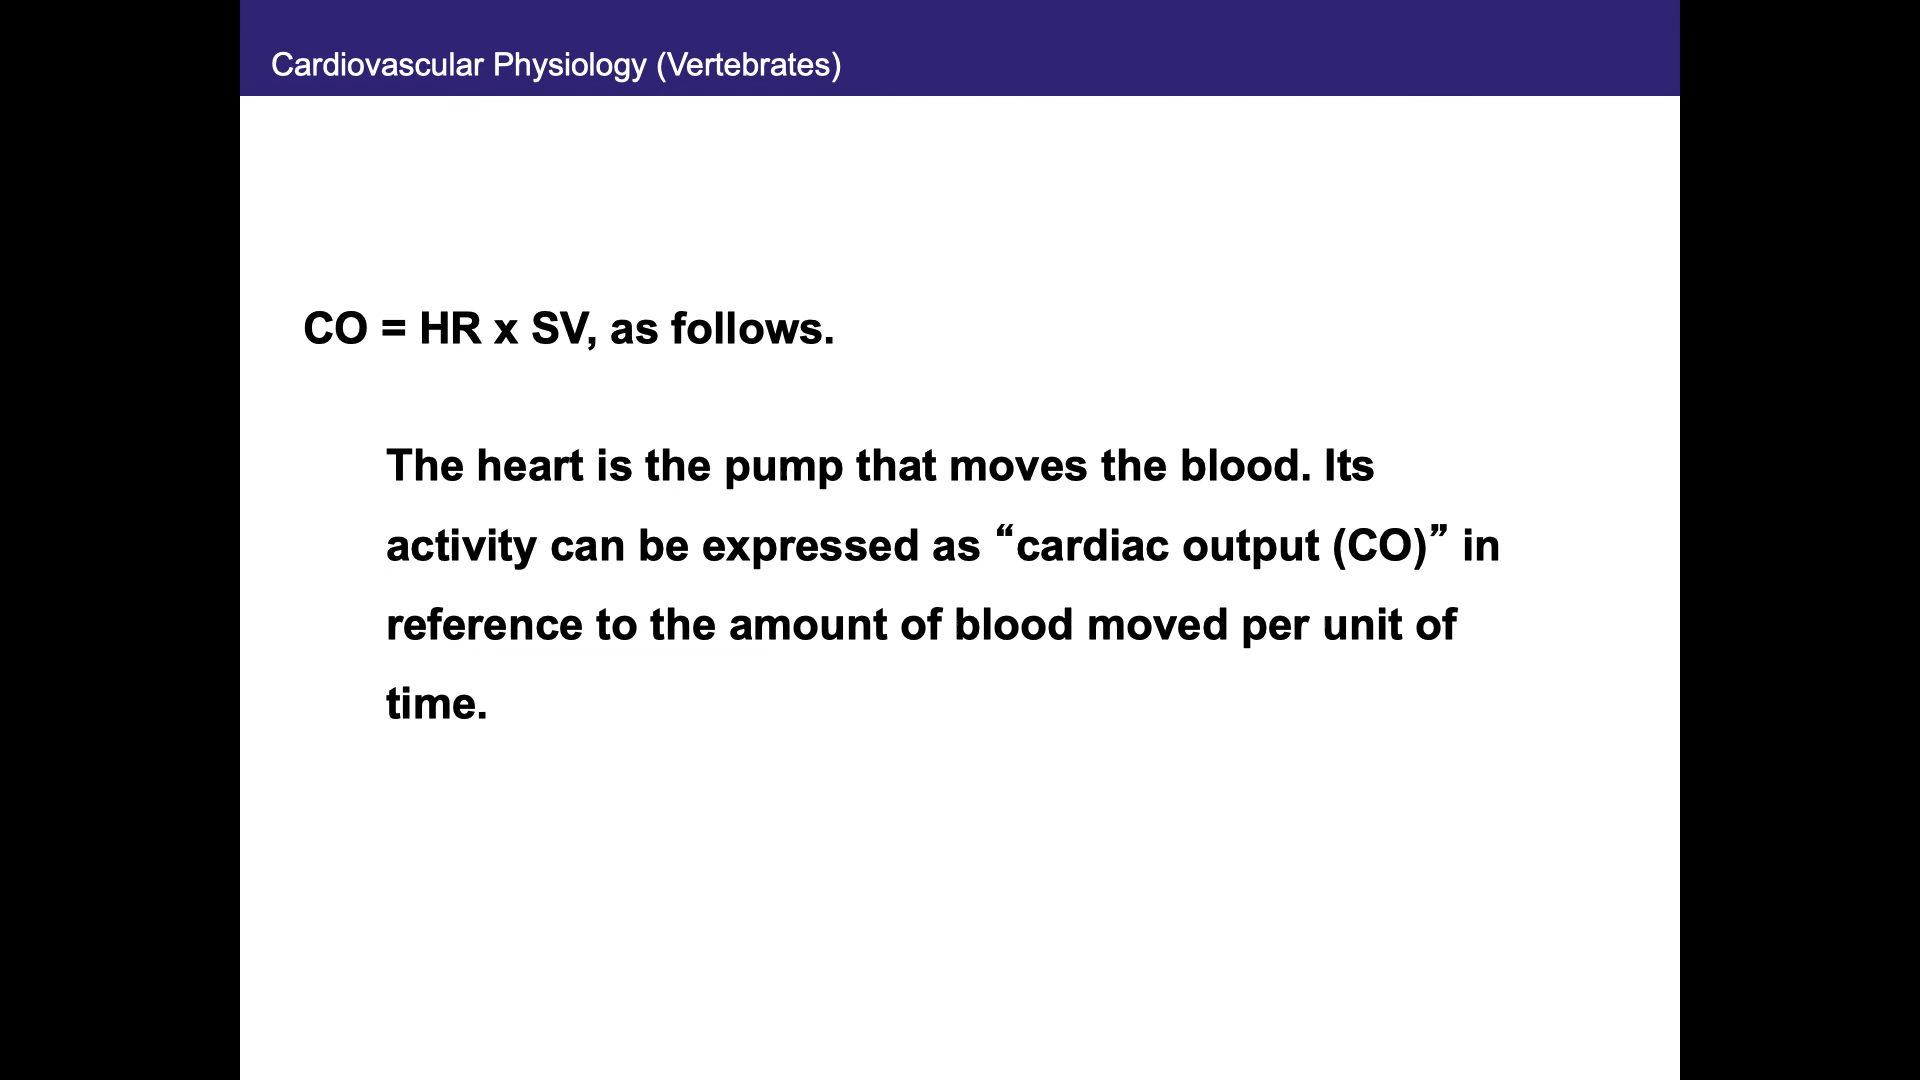 Cardiovascular Physiology (Vertebrates)
CO = HR x SV, as follows.
The heart is the pump that moves the blood. Its
activity can be expressed as “cardiac output (CO)” in
reference to the amount of blood moved per unit of
time.